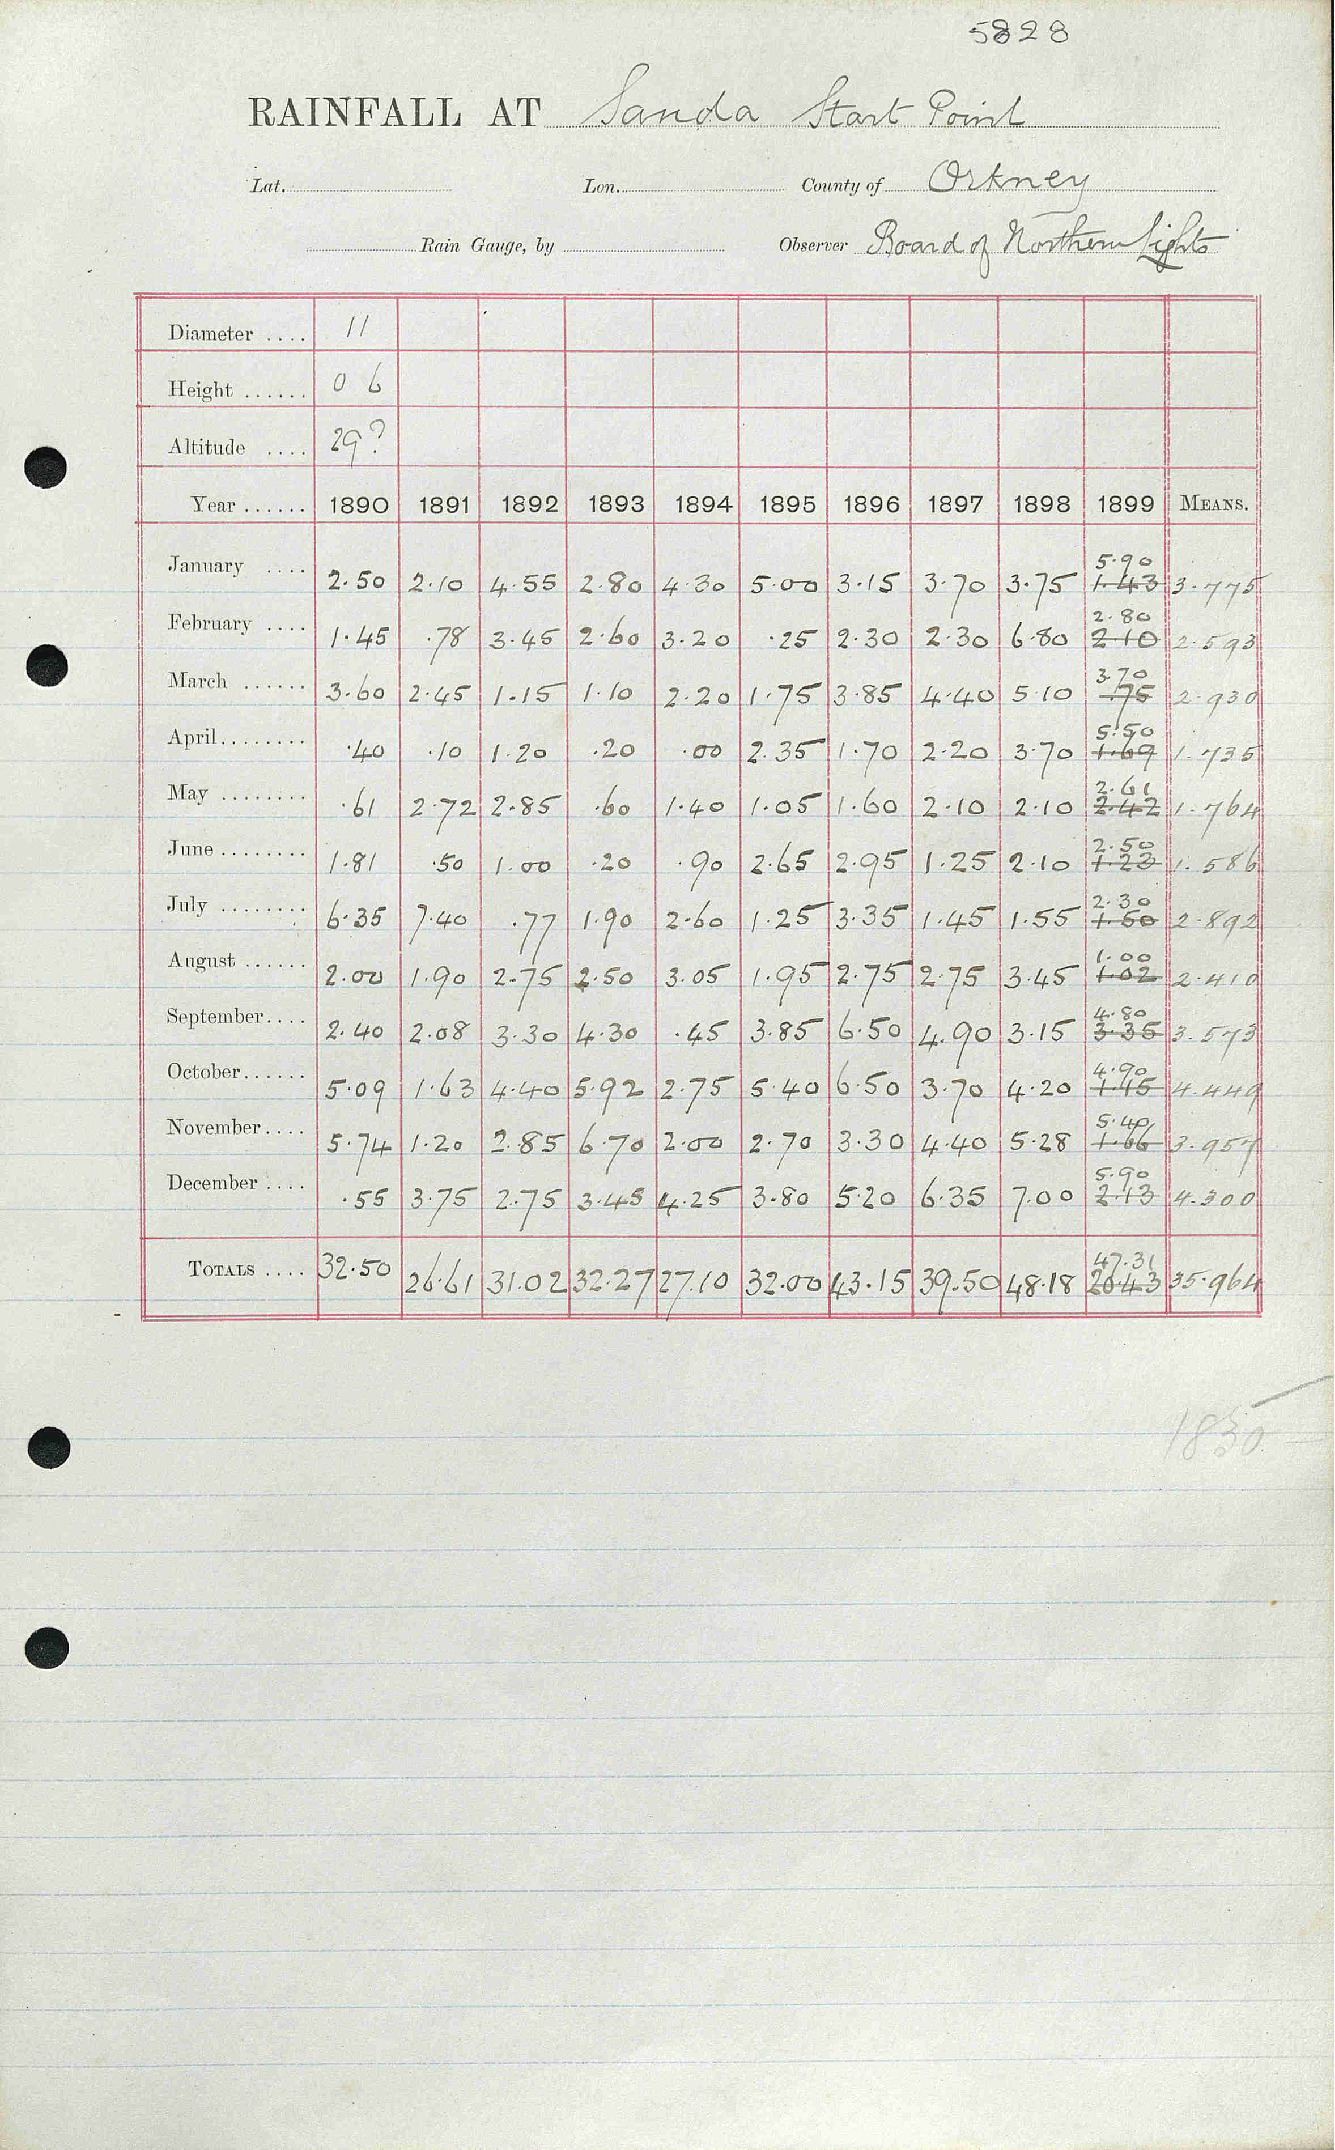 5828
RAINFALL AT Sanda Start Point
Lat. Lon. County of Orkney
Rain Gauge, by Observer Board of Northern Lights
Diameter .... 11
Height ...... 0 6
Altitude .... 29?
Year ...... 1890 1891 1892 1893 1894 1895 1896 1897 1898 1899 MEANS.
5.90
January .... 2.50 2.10 4.55 2.80 4.30 5.00 3.15 3.70 3.75 1.43 3.775
2.80
February .... 1.45 .78 3.45 2.60 3.20 .25 2.30 2.30 6.80 2.10 2.593
3.70
March ...... 3.60 2.45 1.15 1.10 2.20 1.75 3.85 4.40 5.10 .75 2.930
5.50
April........ .40 .10 1.20 .20 .00 2.35 1.70 2.20 3.70 1.69 1.735
2.61
May ........ .61 2.72 2.85 .60 1.40 1.05 1.60 2.10 2.10 2.42 1.764
2.50
June ........ 1.81 .50 1.00 .20 .90 2.65 2.95 1.25 2.10 1.23 1.586
2.30
July ........ 6.35 7.40 .77 1.90 2.60 1.25 3.35 1.45 1.55 1.50 2.892
1.00
August ...... 2.00 1.90 2.75 2.50 3.05 1.95 2.75 2.75 3.45 1.02 2.410
4.80
September.... 2.40 2.08 3.30 4.30 .45 3.85 6.50 4.90 3.15 3.35 3.573
4.90
October...... 5.09 1.63 4.40 5.92 2.75 5.40 6.50 3.70 4.20 1.45 4.449
5.40
November.... 5.74 1.20 2.85 6.70 2.00 2.70 3.30 4.40 5.28 1.66 3.957
5.90
December .... .55 3.75 2.75 3.45 4.25 3.80 5.20 6.35 7.00 2.13 4.300
47.31
TOTALS .... 32.50 26.61 31.02 32.27 27.10 32.00 43.15 39.50 48.18 20.43 35.964
1850